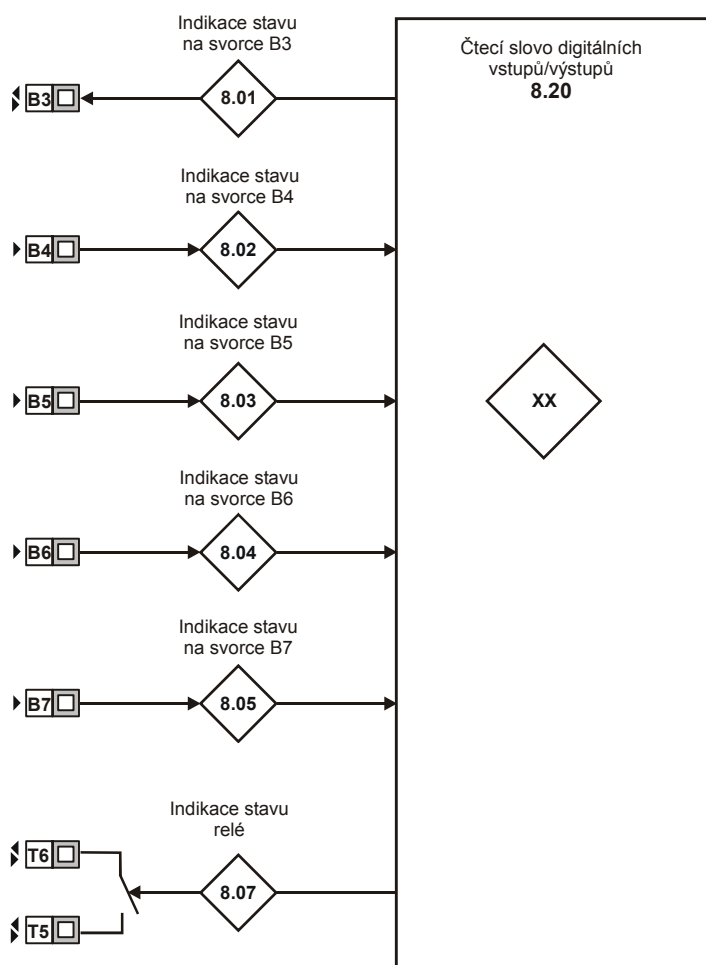 Indikace stavu
na svorce B3
B3
8.01
Čtecí slovo digitálních
vstupů/výstupů
8.20
Indikace stavu
na svorce B4
B4
8.02
Indikace stavu
na svorce B5
B5
8.03
XX
Indikace stavu
na svorce B6
B6
8.04
Indikace stavu
na svorce B7
B7
8.05
Indikace stavu
relé
T6
8.07
T5